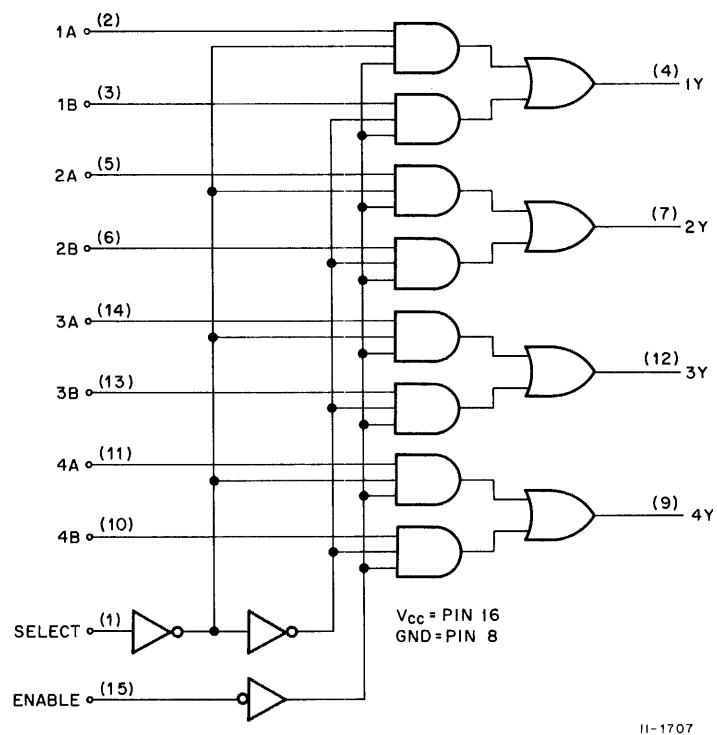 1A (2)
(4) 1Y
1B (3)
2A (5)
(7) 2Y
2B (6)
3A (14)
(12) 3Y
3B (13)
4A (11)
(9) 4Y
4B (10)
VCC = PIN 16
GND = PIN 8
SELECT (1)
ENABLE (15)
11-1707